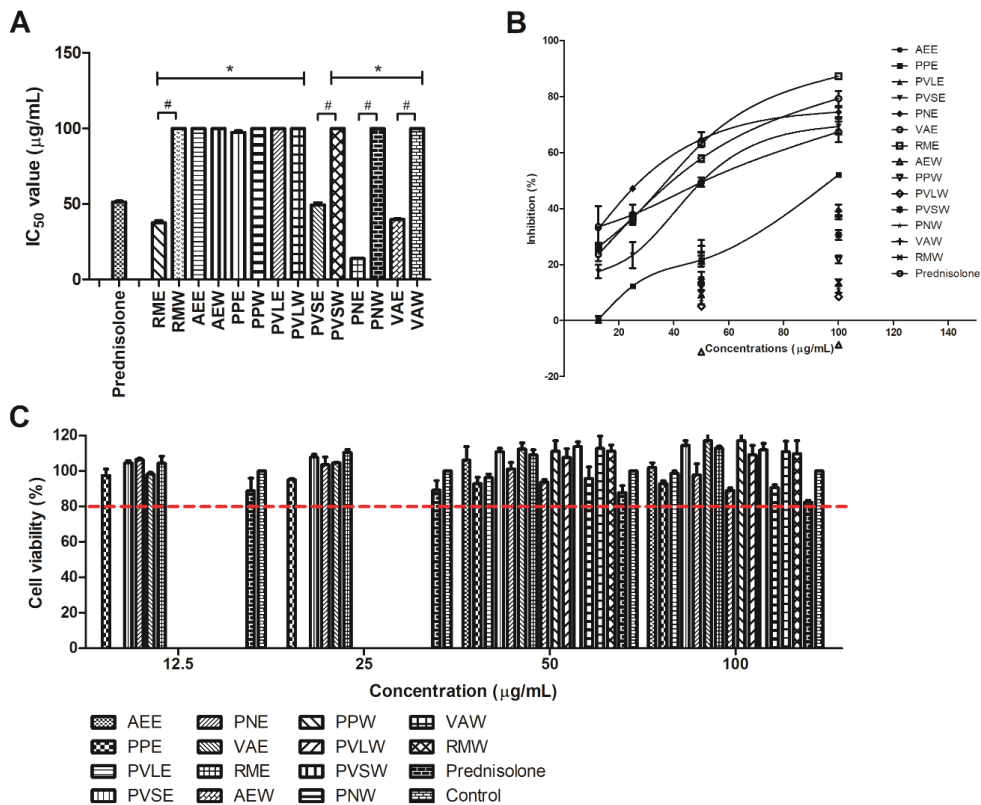 A
IC50 value (µg/mL)
150
100
50
0
*
*
#
#
#
#
Prednisolone
RME
RMW
AEE
AEW
PPE
PPW
PVLE
PVLW
PVSE
PVSW
PNE
PNW
VAE
VAW
B
Inhibition (%)
100
80
60
40
20
0
-20
20
40
60
80
100
120
140
Concentrations (µg/mL)
AEE
PPE
PVLE
PVSE
PNE
VAE
RME
AEW
PPW
PVLW
PVSW
PNW
VAW
RMW
Prednisolone
C
Cell viability (%)
120
100
80
60
40
20
0
12.5
25
50
100
Concentration (µg/mL)
AEE PNE PPW VAW
PPE VAE PVLW RMW
PVLE RME PVSW Prednisolone
PVSE AEW PNW Control